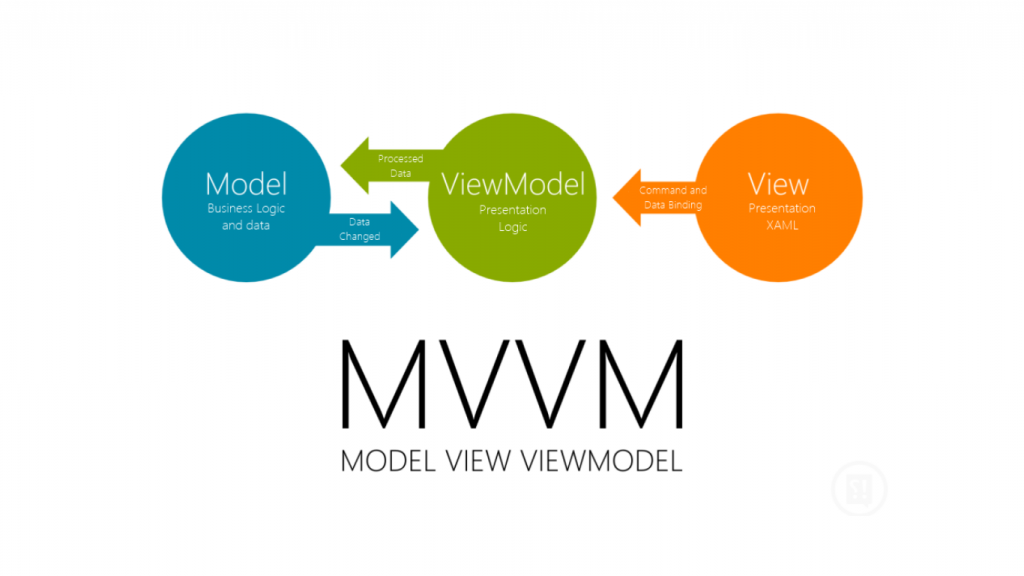 Model
Business Logic
and data
Processed
Data
Data
Changed
ViewModel
Presentation
Logic
Command and
Data Binding
View
Presentation
XAML
MVVM
MODEL VIEW VIEWMODEL